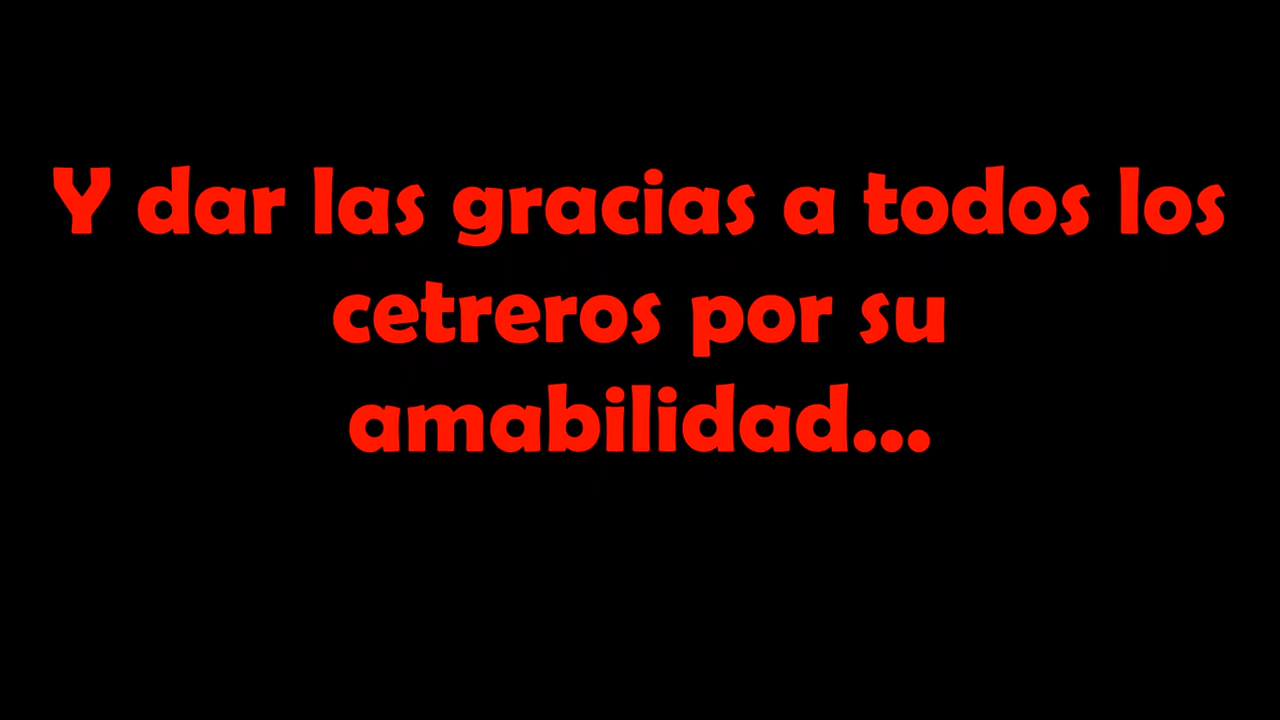 Y dar las gracias a todos los
cetreros por su
amabilidad...